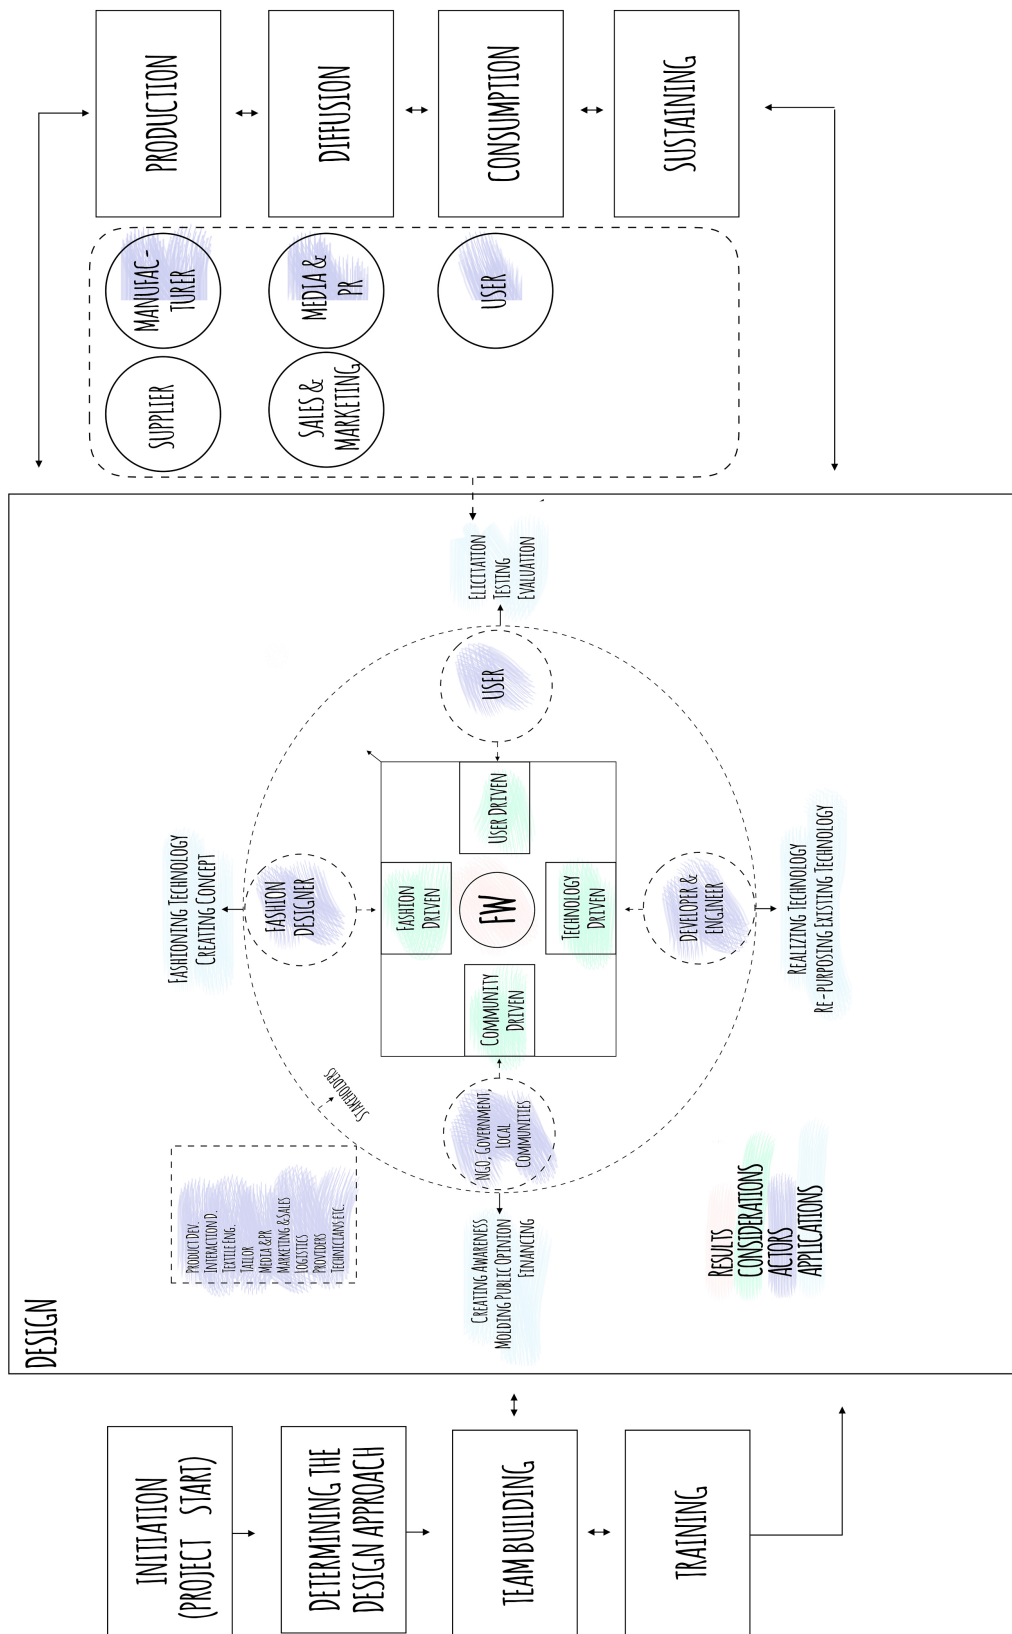 INITIATION
(PROJECT START)
DETERMINING THE
DESIGN APPROACH
TEAM BUILDING
TRAINING
DESIGN
PRODUCT DEV.
INTERACTION D.
TEXTILE ENG.
TAILOR
MEDIA &PR
MARKETING &SALES
LOGISTICS
PROVIDERS
TECHNICIANS ETC.
STAKEHOLDERS
CREATING AWARENESS
MOLDING PUBLIC OPINION
FINANCING
NGO, GOVERNMENT,
LOCAL
COMMUNITIES
COMMUNITY
DRIVEN
FASHIONING TECHNOLOGY
CREATING CONCEPT
FASHION
DESIGNER
FASHION
DRIVEN
FW
TECHNOLOGY
DRIVEN
DEVELOPER &
ENGINEER
REALIZING TECHNOLOGY
RE-PURPOSING EXISTING TECHNOLOGY
USER DRIVEN
USER
ELICITATION
TESTING
EVALUATION
RESULTS
CONSIDERATIONS
ACTORS
APPLICATIONS
SUPPLIER
MANUFAC-
TURER
SALES &
MARKETING
MEDIA &
PR
USER
PRODUCTION
DIFFUSION
CONSUMPTION
SUSTAINING